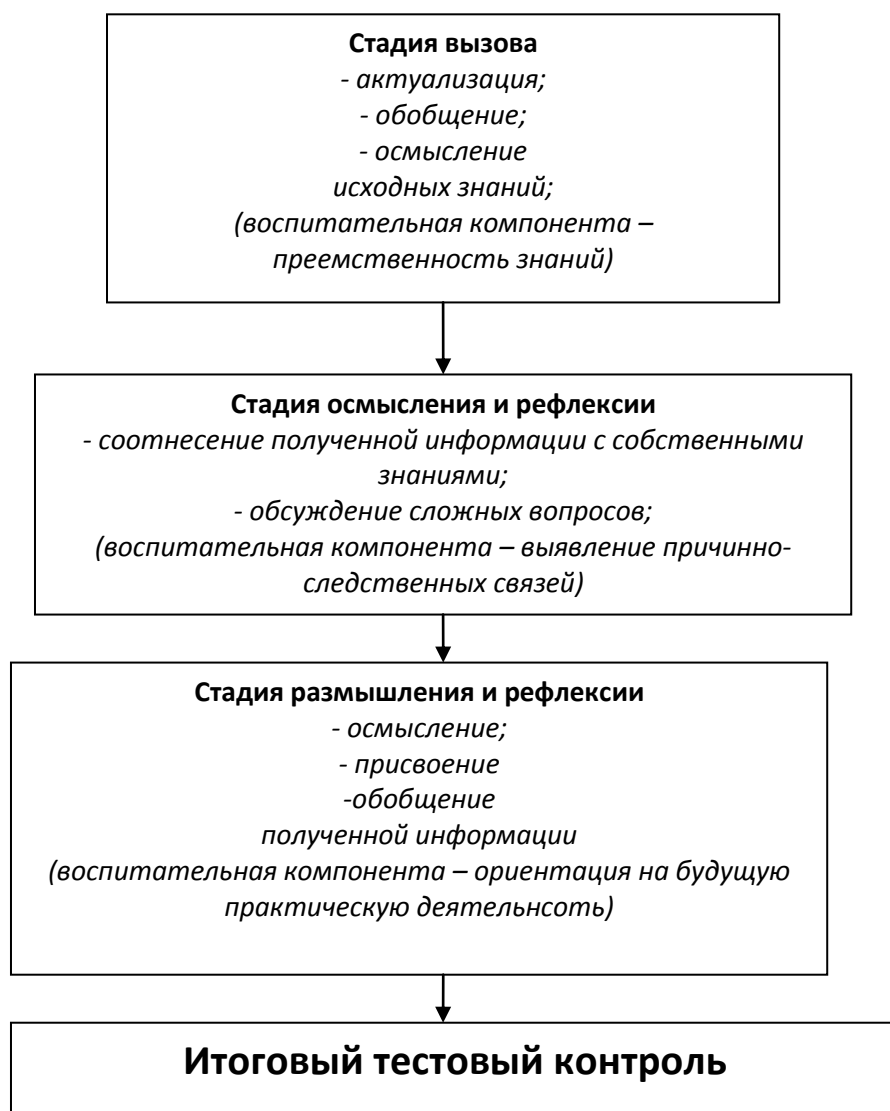 Стадия вызова
- актуализация;
- обобщение;
- осмысление
исходных знаний;
(воспитательная компонента –
преемственность знаний)
Стадия осмысления и рефлексии
- соотнесение полученной информации с собственными
знаниями;
- обсуждение сложных вопросов;
(воспитательная компонента – выявление причинно-
следственных связей)
Стадия размышления и рефлексии
- осмысление;
- присвоение
-обобщение
полученной информации
(воспитательная компонента – ориентация на будущую
практическую деятельнсоть)
Итоговый тестовый контроль